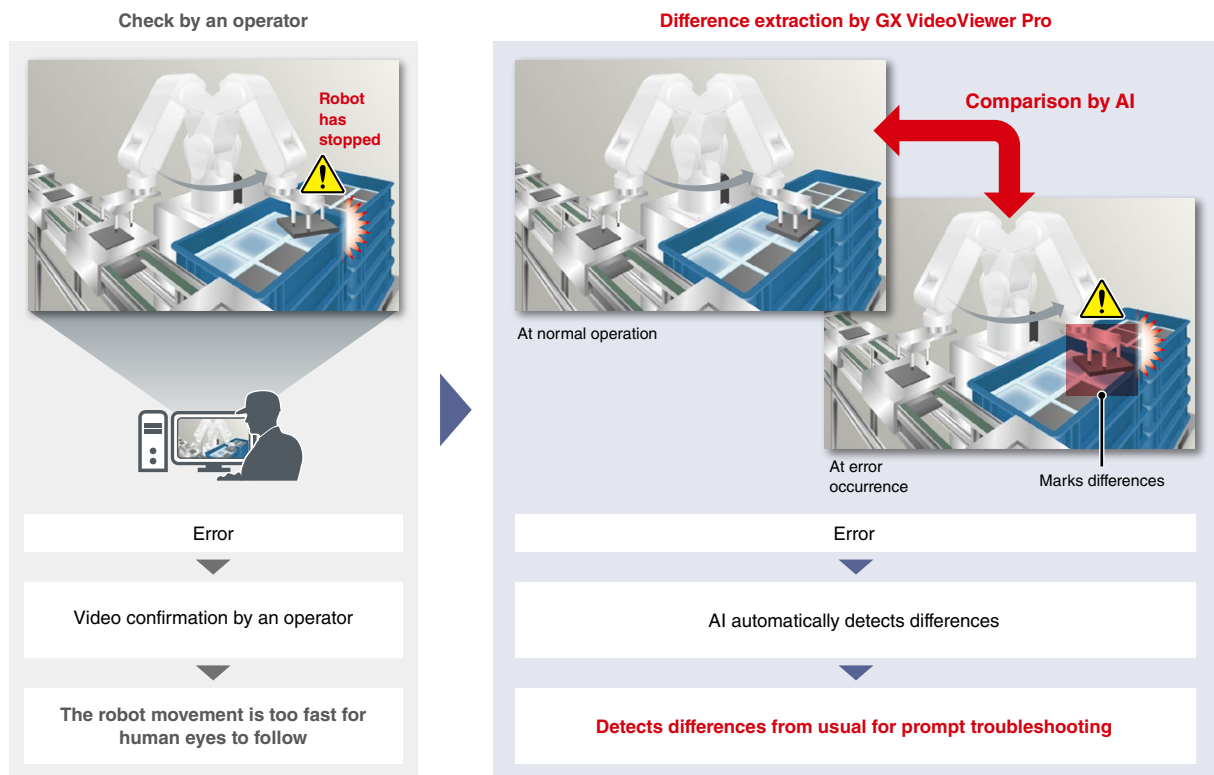 Check by an operator
Robot
has
stopped
Error
Video confirmation by an operator
The robot movement is too fast for
human eyes to follow
Difference extraction by GX VideoViewer Pro
Comparison by AI
At normal operation
At error
occurrence
Marks differences
Error
AI automatically detects differences
Detects differences from usual for prompt troubleshooting